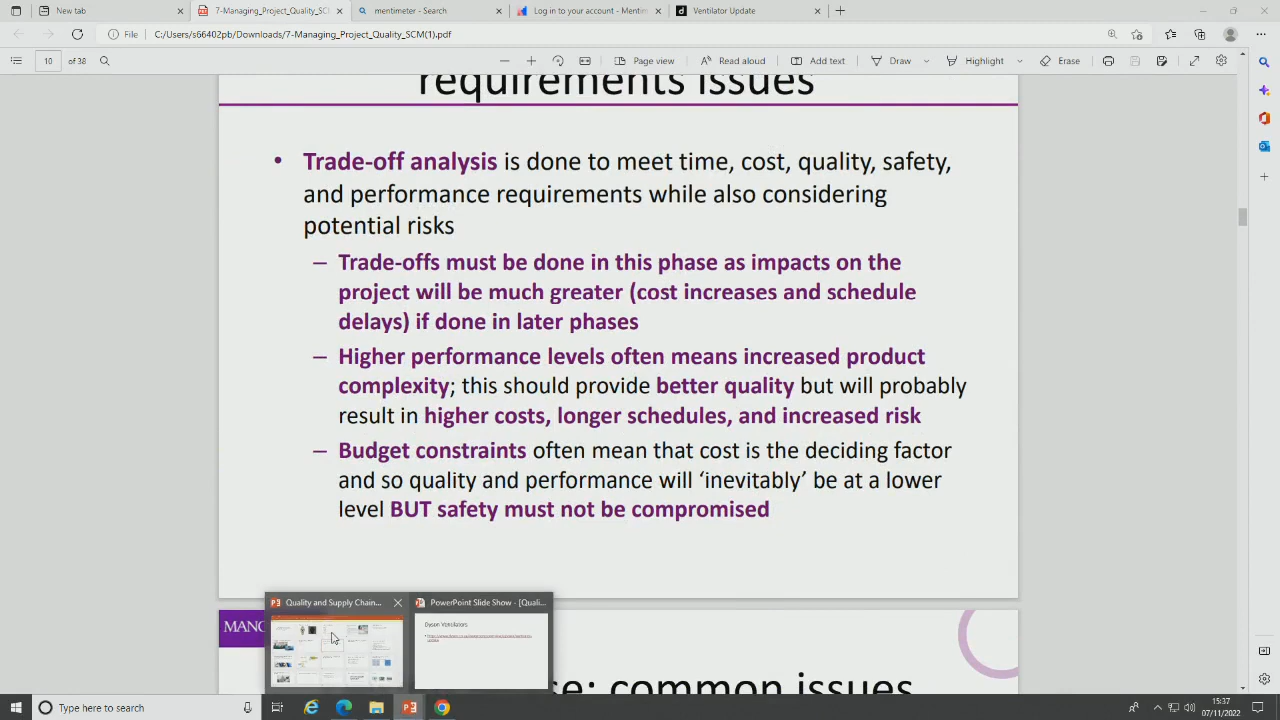 New tab
7-Managing_Project_Quality_SC
mentimeter - Search
Log in to your account - Mentim
Ventilator Update
File
C:/Users/s66402pb/Downloads/7-Managing_Project_Quality_SCM(1).pdf
10 of 38
Page view
Read aloud
Add text
Draw
Highlight
Erase
requirements issues
• Trade-off analysis is done to meet time, cost, quality, safety,
and performance requirements while also considering
potential risks
– Trade-offs must be done in this phase as impacts on the
project will be much greater (cost increases and schedule
delays) if done in later phases
– Higher performance levels often means increased product
complexity; this should provide better quality but will probably
result in higher costs, longer schedules, and increased risk
– Budget constraints often mean that cost is the deciding factor
and so quality and performance will ‘inevitably’ be at a lower
level BUT safety must not be compromised
Quality and Supply Chain...
PowerPoint Slide Show - [Quali...
Dyson Ventilators
MANC
se: common issues
Type here to search
15:37
07/11/2022